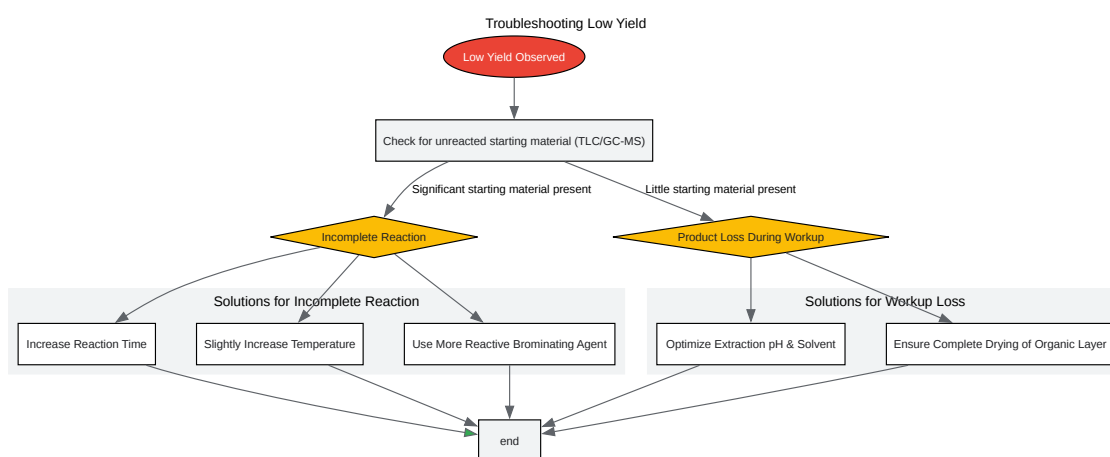 Troubleshooting Low Yield
Low Yield Observed
Check for unreacted starting material (TLC/GC-MS)
Significant starting material present
Little starting material present
Incomplete Reaction
Product Loss During Workup
Solutions for Incomplete Reaction
Solutions for Workup Loss
Increase Reaction Time
Slightly Increase Temperature
Use More Reactive Brominating Agent
Optimize Extraction pH & Solvent
Ensure Complete Drying of Organic Layer
end